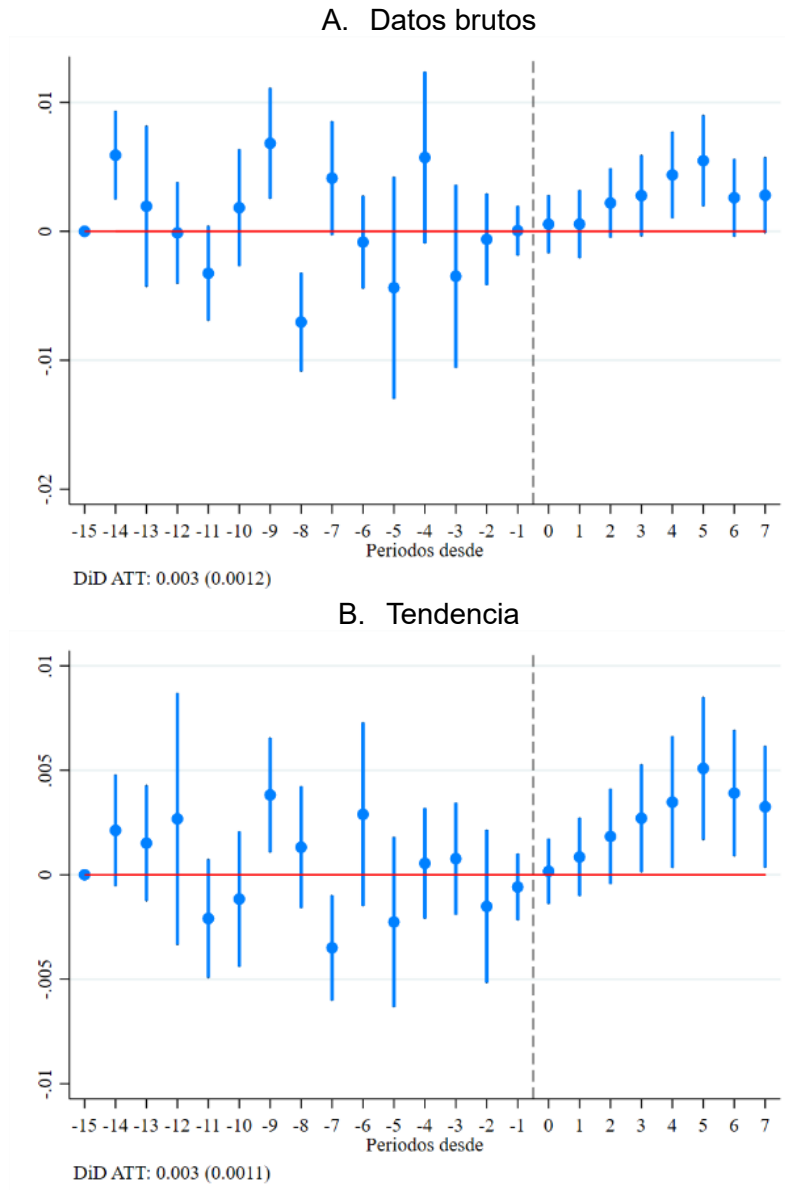 A. Datos brutos
.01
0
-.01
-.02
-15 -14 -13 -12 -11 -10 -9 -8 -7 -6 -5 -4 -3 -2 -1 0 1 2 3 4 5 6 7
Periodos desde
DiD ATT: 0.003 (0.0012)
B. Tendencia
.01
.005
0
-.005
-.01
-15 -14 -13 -12 -11 -10 -9 -8 -7 -6 -5 -4 -3 -2 -1 0 1 2 3 4 5 6 7
Periodos desde
DiD ATT: 0.003 (0.0011)